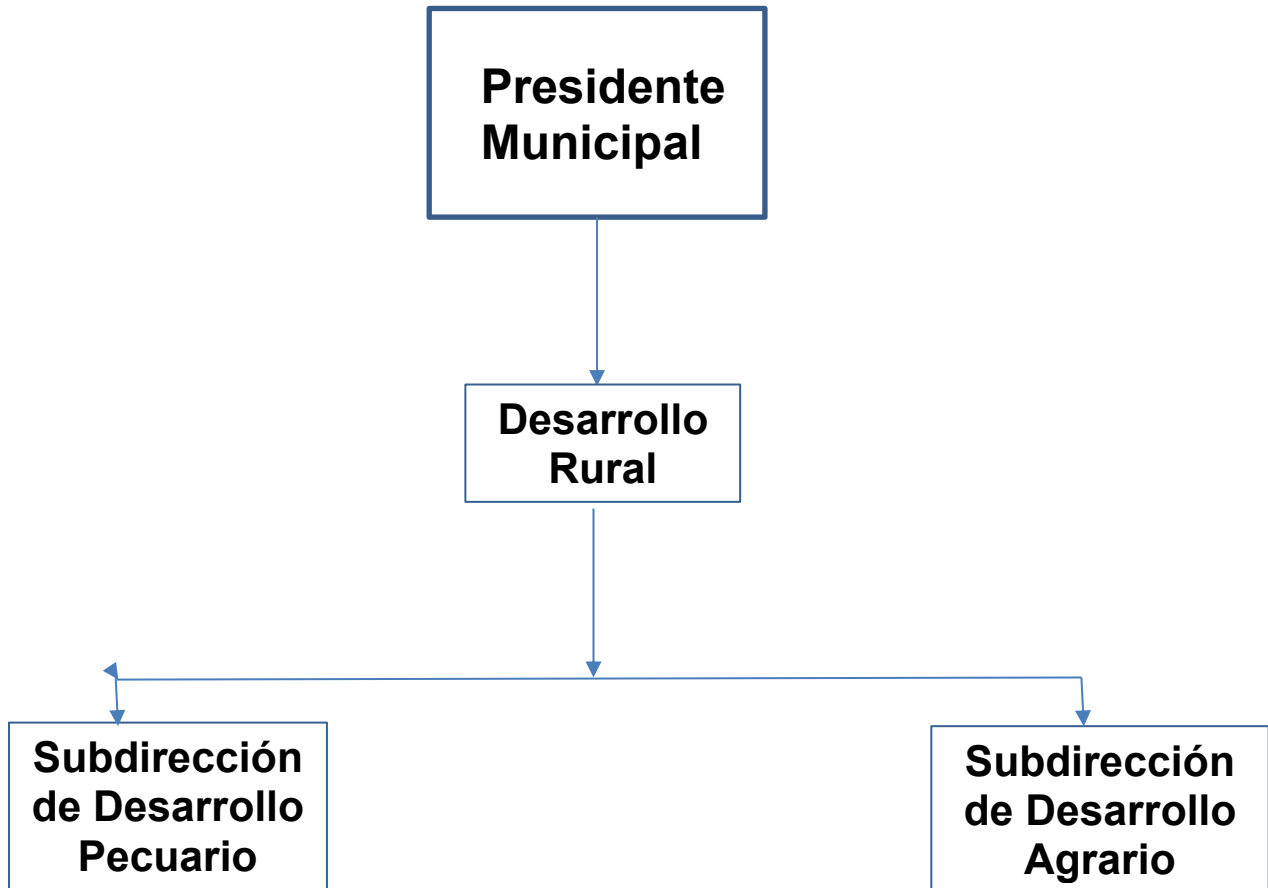 Presidente
Municipal
Desarrollo
Rural
Subdirección
de Desarrollo
Pecuario
Subdirección
de Desarrollo
Agrario